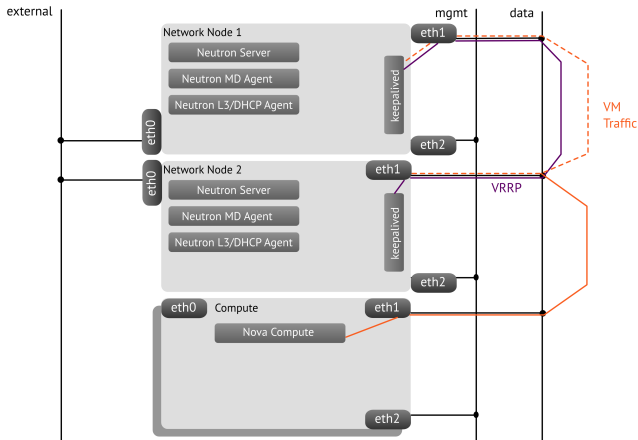 external
mgmt
data
Network Node 1
eth1
Neutron Server
Neutron MD Agent
Neutron L3/DHCP Agent
keepalived
eth0
eth2
VM
Traffic
Network Node 2
eth1
eth0
Neutron Server
Neutron MD Agent
Neutron L3/DHCP Agent
keepalived
VRRP
eth2
eth0
Compute
eth1
Nova Compute
eth2